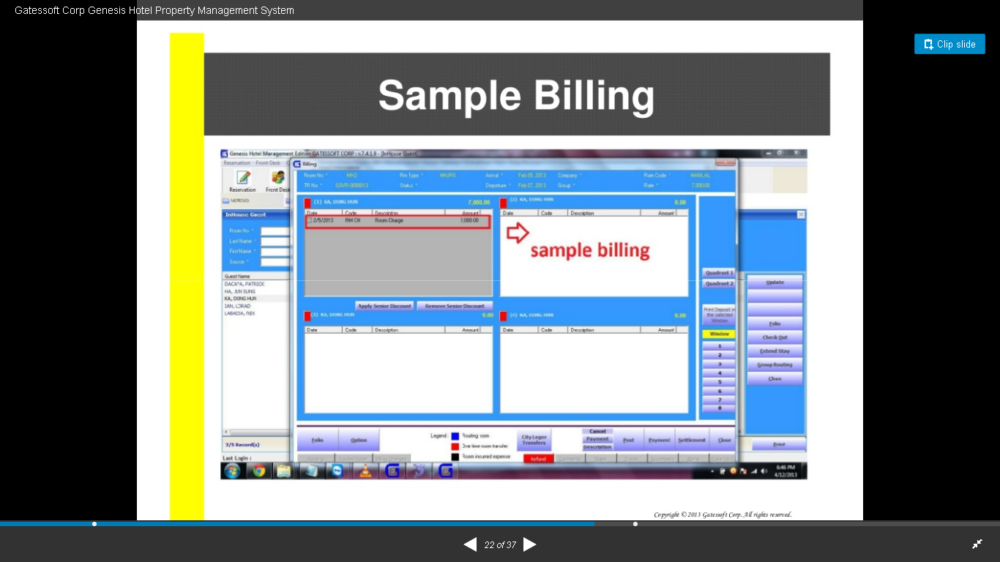 Gatessoft Corp Genesis Hotel Property Management System
Clip slide
Sample Billing
Genesis Hotel Management Edition GATISSOFT CORP : v.7.4.1.9 - [InHouse Guest]
Reservation Front Desk
Billing
Room No * MH2 Rm Type * Arrival * Feb 05, 2013 Company * Rate Code * MANUAL
TR No * Status * Departure * Feb 07, 2013 Group * Rate * 7,000.00
Reservation Front Desk
(1) KA, DONG HUN 7,000.00 (2) KA, DONG HUN 0.00
Date Code Description Amount Date Code Description Amount
2/5/2013 RM CH Room Charge 7,000.00
sample billing
InHouse Guest
Room No *
Last Name *
First Name *
Source *
Guest Name
PATRICK
HA, JUN SUNG
KA, DONG HUN
IAN,
LABADIA, REX
Quadrant 1
Quadrant 2
Apply Senior Discount Remove Senior Discount
(3) KA, DONG HUN 0.00 (4) KA, DONG HUN 0.00
Date Code Description Amount Date Code Description Amount
Print Deposit in
the Selected
Window
Window
1
2
3
4
5
6
7
8
Update
Folio
Check Out
Extend Stay
Group Routing
Close
Folio Option
Legend: Routing room
One time room transfer
Room incurred expense
City Leger
Transfers
Cancel
Payment
Description
Post Payment Settlement Close
Refund
3/5 Record(s)
Print
Last Login :
6:46 PM
4/12/2013
Copyright © 2013 Gatessoft Corp. All rights reserved.
22 of 37